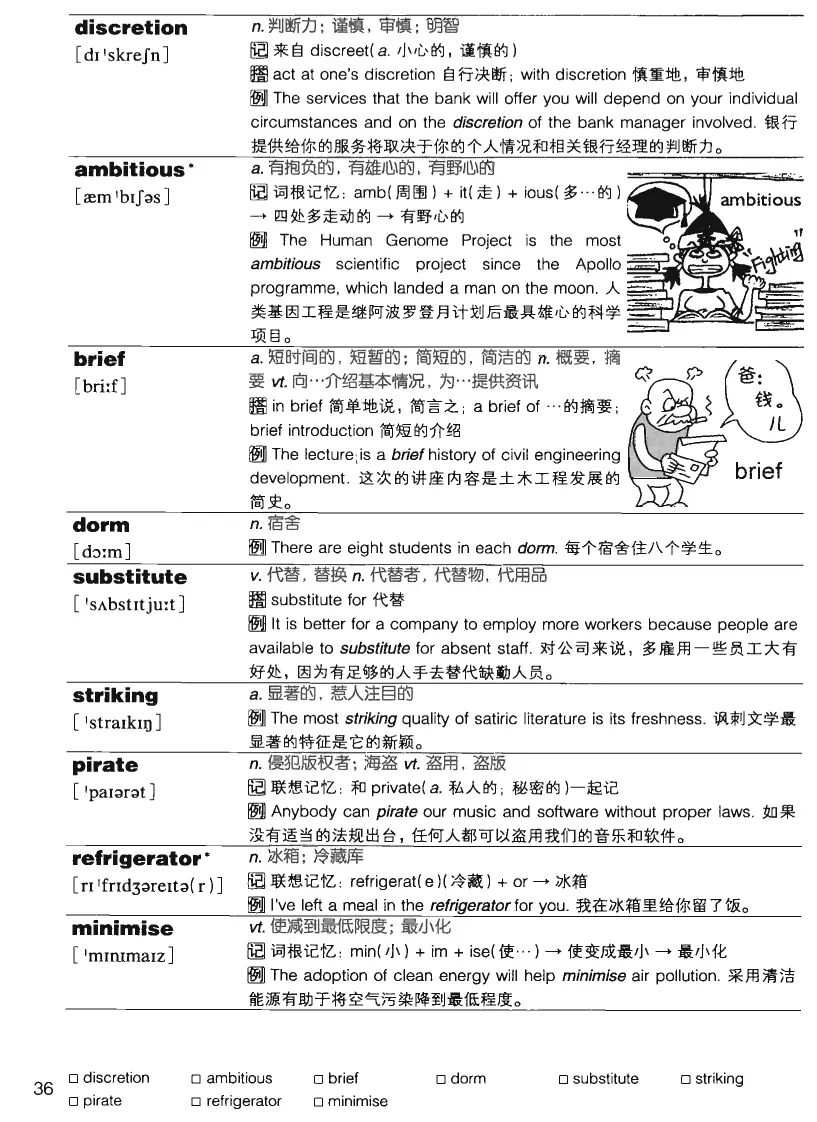 discretion n. 判断力；谨慎，审慎；明智
[ dɪˈskreʃn ] 记 来自 discreet( a. 小心的，谨慎的 )
搭 act at one's discretion 自行决断；with discretion 慎重地，审慎地
例 The services that the bank will offer you will depend on your individual
circumstances and on the discretion of the bank manager involved. 银行
提供给你的服务将取决于你的个人情况和相关银行经理的判断力。
ambitious* a. 有抱负的，有雄心的，有野心的
[ æmˈbɪʃəs ] 记 词根记忆：amb( 周围 ) + it( 走 ) + ious( 多…的 )
→ 四处多走动的 → 有野心的
例 The Human Genome Project is the most
ambitious scientific project since the Apollo
programme, which landed a man on the moon. 人
类基因工程是继阿波罗登月计划后最具雄心的科学
项目。
ambitious
"Fighting"
brief a. 短时间的，短暂的；简短的，简洁的 n. 概要，摘
[ briːf ] 要 vt. 向…介绍基本情况，为…提供资讯
搭 in brief 简单地说，简言之；a brief of …的摘要；
brief introduction 简短的介绍
例 The lecture is a brief history of civil engineering
development. 这次的讲座内容是土木工程发展的
简史。
爸：
钱。
儿
brief
dorm n. 宿舍
[ dɔːm ] 例 There are eight students in each dorm. 每个宿舍住八个学生。
substitute v. 代替，替换 n. 代替者，代替物，代用品
[ ˈsʌbstɪtjuːt ] 搭 substitute for 代替
例 It is better for a company to employ more workers because people are
available to substitute for absent staff. 对公司来说，多雇用一些员工大有
好处，因为有足够的人手去替代缺勤人员。
striking a. 显著的，惹人注目的
[ ˈstraɪkɪŋ ] 例 The most striking quality of satiric literature is its freshness. 讽刺文学最
显著的特征是它的新颖。
pirate n. 侵犯版权者；海盗 vt. 盗用，盗版
[ ˈpaɪərət ] 记 联想记忆：和 private( a. 私人的；秘密的 )一起记
例 Anybody can pirate our music and software without proper laws. 如果
没有适当的法规出台，任何人都可以盗用我们的音乐和软件。
refrigerator* n. 冰箱；冷藏库
[ rɪˈfrɪdʒəreɪtə( r ) ] 记 联想记忆：refrigerat( e )( 冷藏 ) + or → 冰箱
例 I've left a meal in the refrigerator for you. 我在冰箱里给你留了饭。
minimise vt. 使减到最低限度；最小化
[ ˈmɪnɪmaɪz ] 记 词根记忆：min( 小 ) + im + ise( 使… ) → 使变成最小 → 最小化
例 The adoption of clean energy will help minimise air pollution. 采用清洁
能源有助于将空气污染降到最低程度。
□ discretion □ ambitious □ brief □ dorm □ substitute □ striking
36
□ pirate □ refrigerator □ minimise